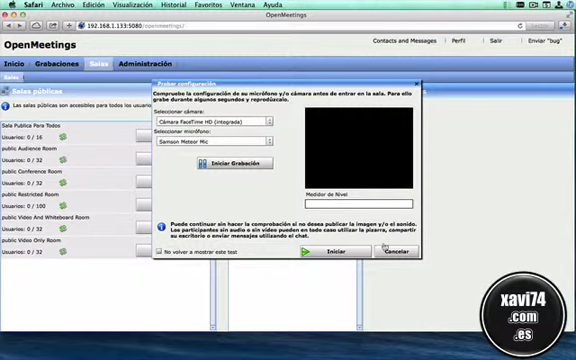 Safari Archivo Edición Visualización Historial Favoritos Ventana Ayuda
OpenMeetings
192.168.1.133:5080/openmeetings/
OpenMeetings
Contacts and Messages Perfil Salir Enviar "bug"
Inicio Grabaciones Salas Administración
Salas
Salas públicas
Las salas públicas son accesibles para todos los usuario
Sala Publica Para Todos
Usuarios: 0 / 16
public Audience Room
Usuarios: 0 / 32
public Conference Room
Usuarios: 0 / 32
public Restricted Room
Usuarios: 0 / 100
public Video And Whiteboard Room
Usuarios: 0 / 32
public Video Only Room
Usuarios: 0 / 32
Probar configuración
Compruebe la configuración de su micrófono y/o cámara antes de entrar en la sala. Para ello
grabe durante algunos segundos y reprodúzcalo.
Seleccionar cámara:
Cámara FaceTime HD (integrada)
Seleccionar micrófono:
Samson Meteor Mic
Iniciar Grabación
Medidor de Nivel
Puede continuar sin hacer la comprobación si no desea publicar la imagen y/o el sonido.
Los participantes sin audio o sin vídeo pueden en todo caso utilizar la pizarra, compartir
su escritorio o enviar mensajes utilizando el chat.
No volver a mostrar este test
Iniciar
Cancelar
xavi74
.com
.es